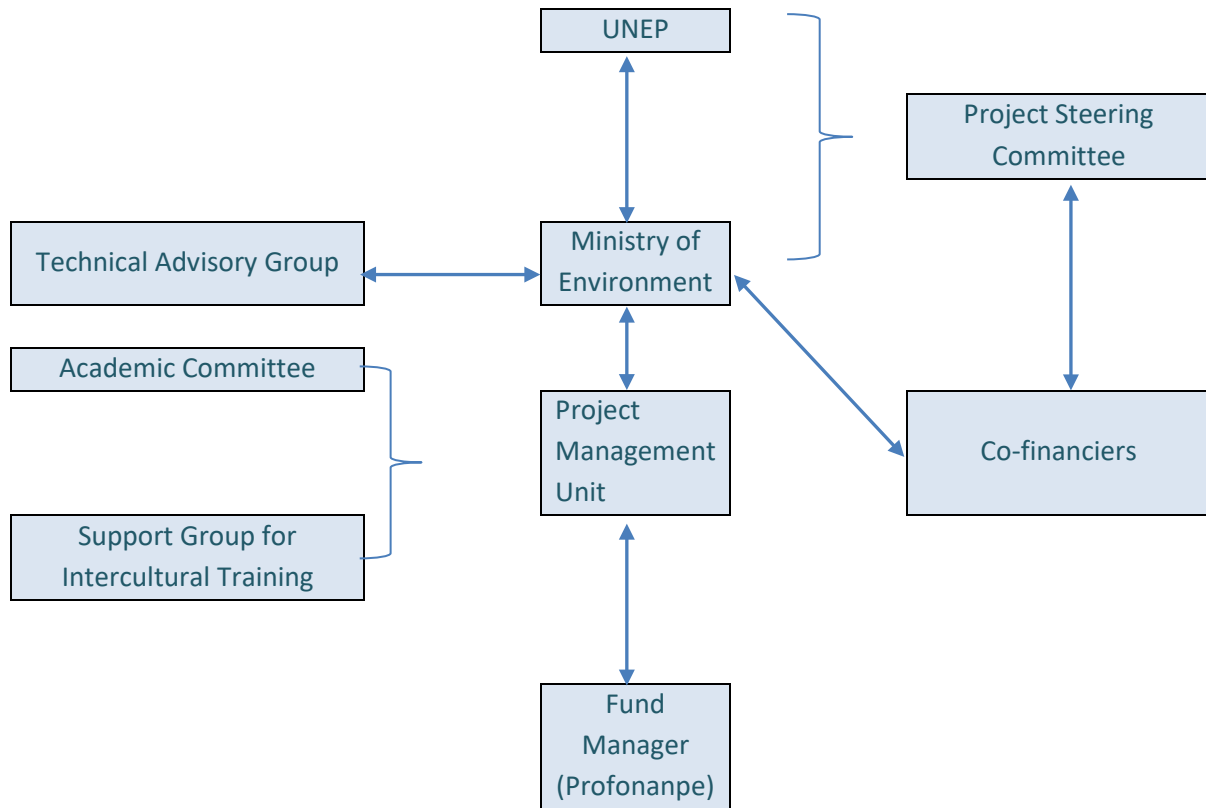 UNEP
Project Steering
Committee
Technical Advisory Group
Ministry of
Environment
Academic Committee
Project
Management
Unit
Co-financiers
Support Group for
Intercultural Training
Fund
Manager
(Profonanpe)